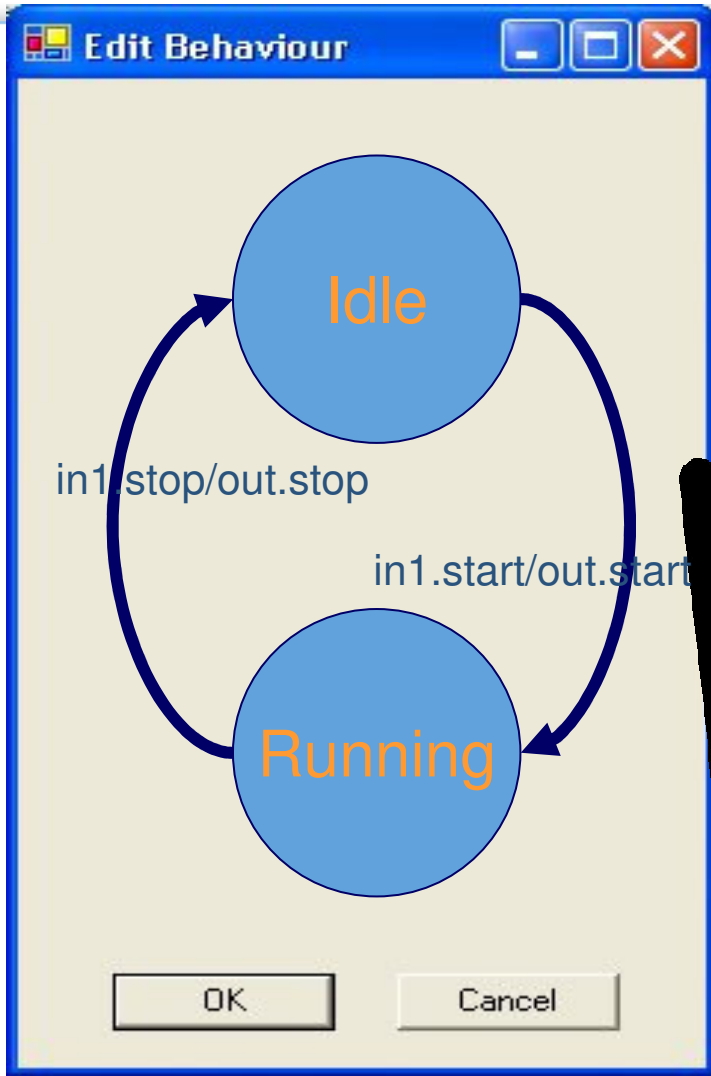 Edit Behaviour
Idle
in1.stop/out.stop
in1.start/out.start
Running
OK
Cancel